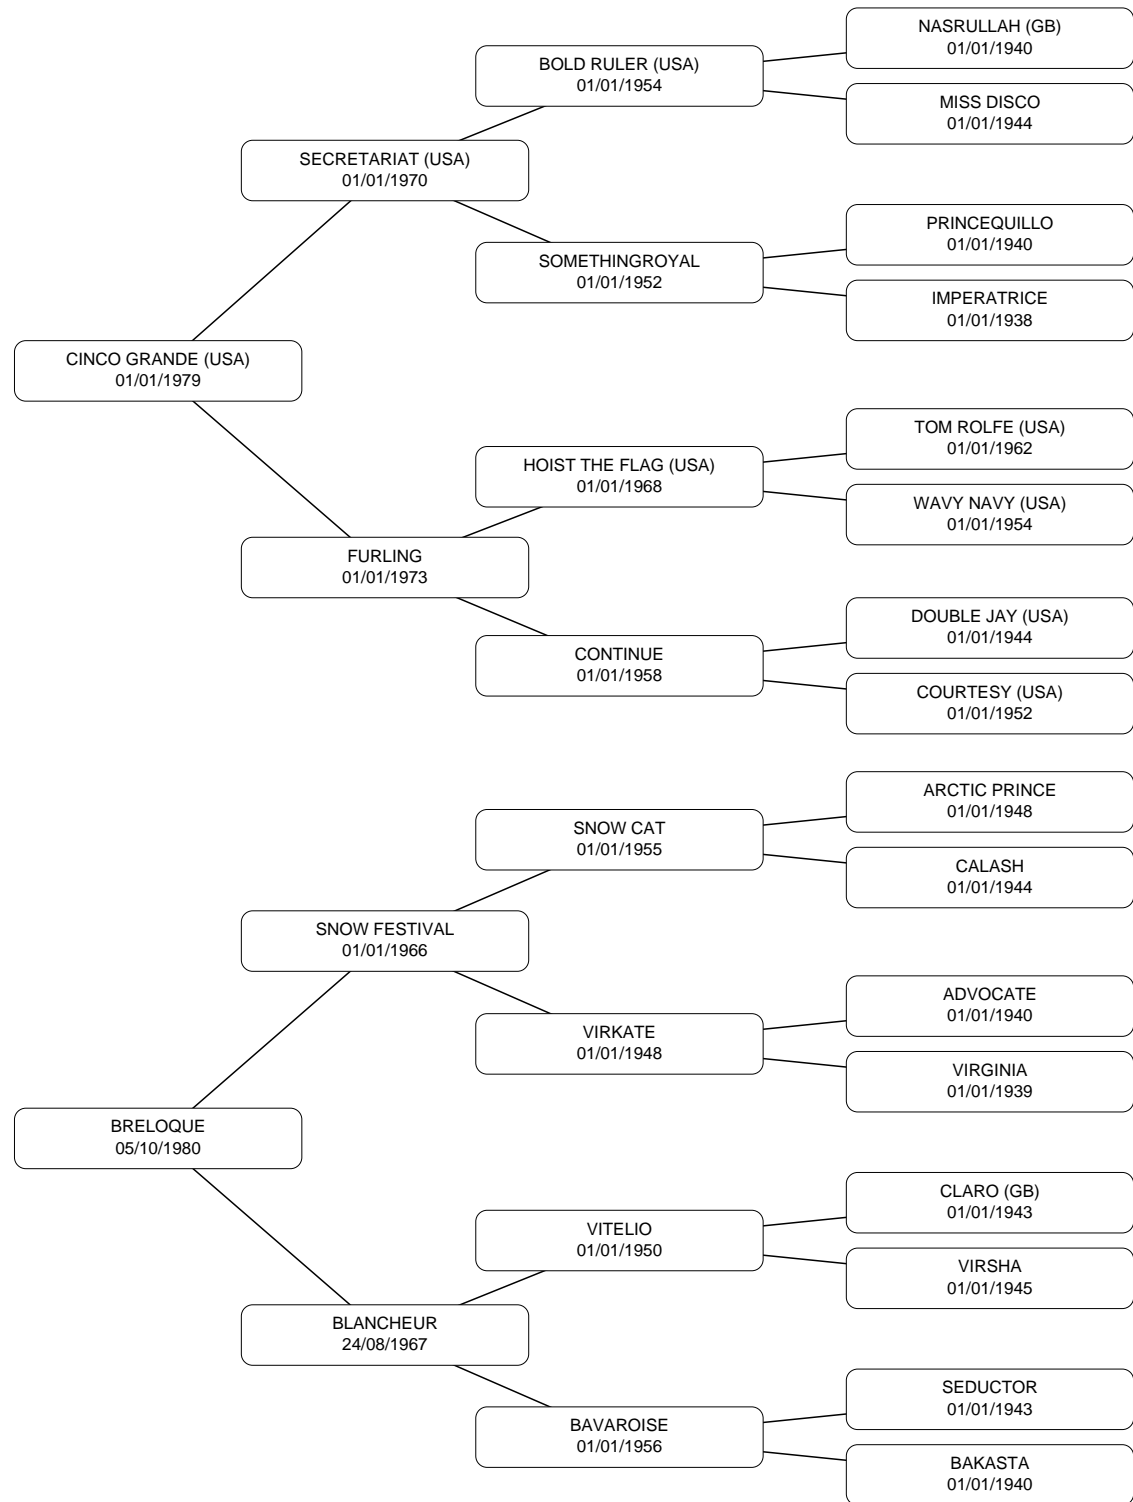 NASRULLAH (GB)
01/01/1940
BOLD RULER (USA)
01/01/1954
MISS DISCO
01/01/1944
SECRETARIAT (USA)
01/01/1970
PRINCEQUILLO
01/01/1940
SOMETHINGROYAL
01/01/1952
IMPERATRICE
01/01/1938
CINCO GRANDE (USA)
01/01/1979
TOM ROLFE (USA)
01/01/1962
HOIST THE FLAG (USA)
01/01/1968
WAVY NAVY (USA)
01/01/1954
FURLING
01/01/1973
DOUBLE JAY (USA)
01/01/1944
CONTINUE
01/01/1958
COURTESY (USA)
01/01/1952
ARCTIC PRINCE
01/01/1948
SNOW CAT
01/01/1955
CALASH
01/01/1944
SNOW FESTIVAL
01/01/1966
ADVOCATE
01/01/1940
VIRKATE
01/01/1948
VIRGINIA
01/01/1939
BRELOQUE
05/10/1980
CLARO (GB)
01/01/1943
VITELIO
01/01/1950
VIRSHA
01/01/1945
BLANCHEUR
24/08/1967
SEDUCTOR
01/01/1943
BAVAROISE
01/01/1956
BAKASTA
01/01/1940